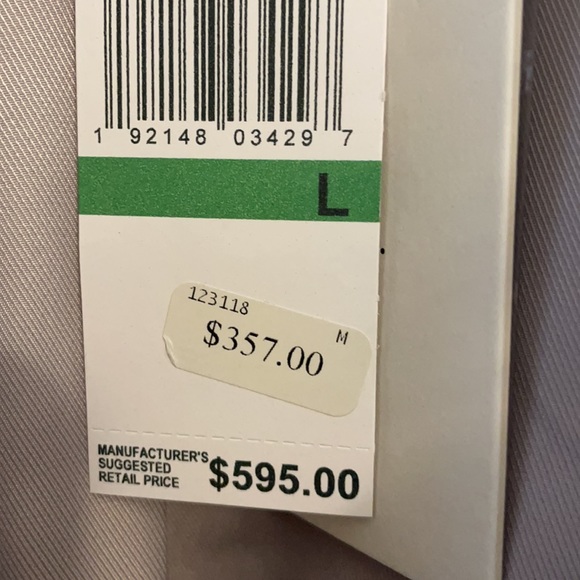 1 92148 03429 7
L
123118
M
$357.00
MANUFACTURER'S
SUGGESTED
RETAIL PRICE
$595.00